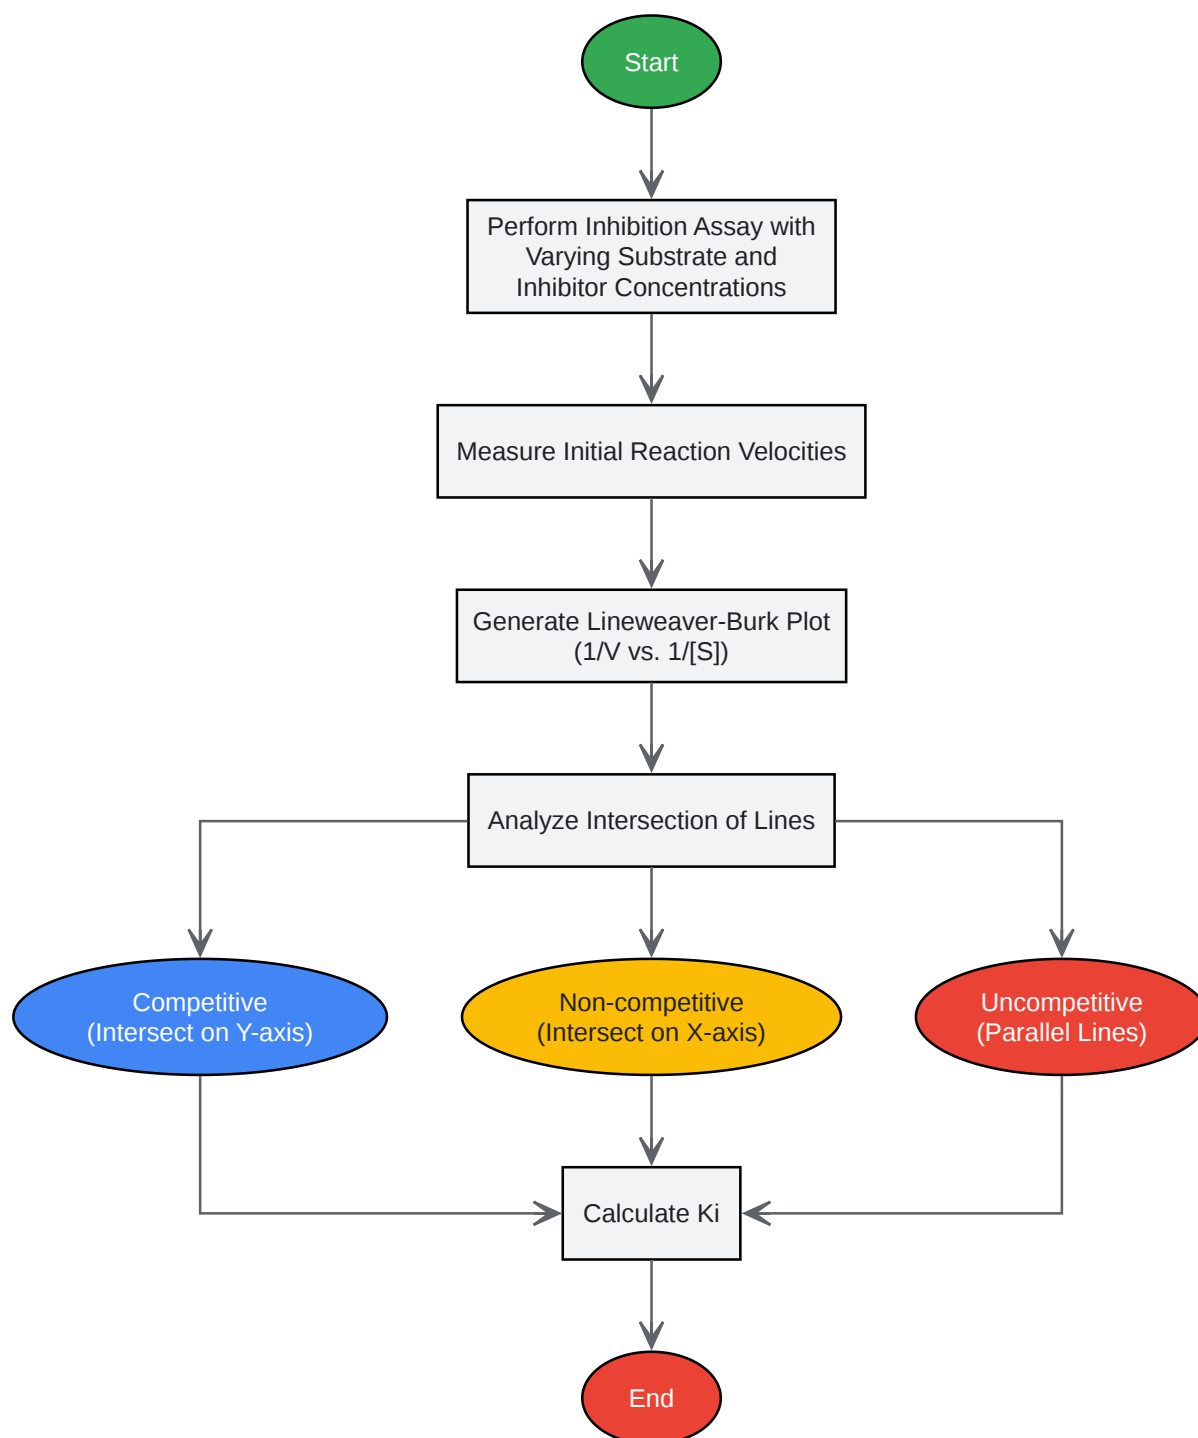 Start
Perform Inhibition Assay with
Varying Substrate and
Inhibitor Concentrations
Measure Initial Reaction Velocities
Generate Lineweaver-Burk Plot
(1/V vs. 1/[S])
Analyze Intersection of Lines
Competitive
(Intersect on Y-axis)
Non-competitive
(Intersect on X-axis)
Uncompetitive
(Parallel Lines)
Calculate Ki
End